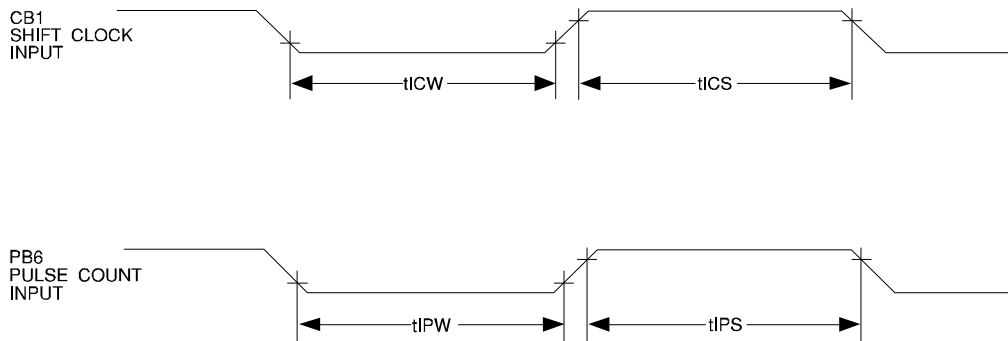 CB1
SHIFT CLOCK
INPUT
tICW
tICS
PB6
PULSE COUNT
INPUT
tIPW
tIPS